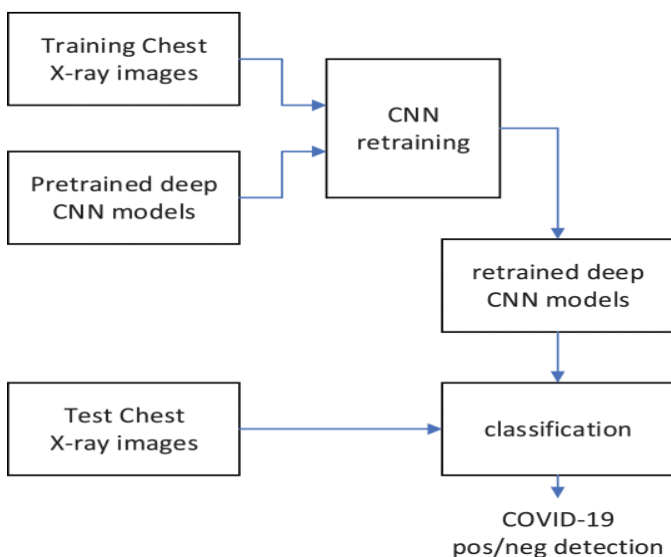 Training Chest
X-ray images
CNN
retraining
Pretrained deep
CNN models
retrained deep
CNN models
Test Chest
X-ray images
classification
COVID-19
pos/neg detection